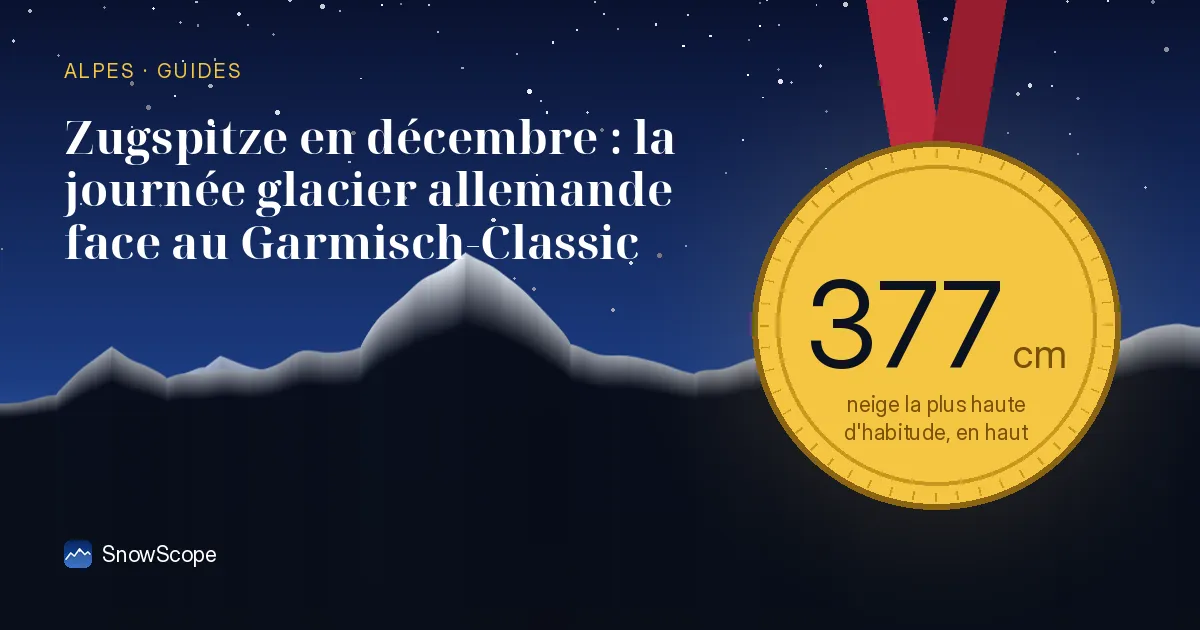 ALPES · GUIDES
Zugspitze en décembre : la
journée glacier allemande
face au Garmisch-Classic
377 cm
neige la plus haute
d'habitude, en haut
SnowScope